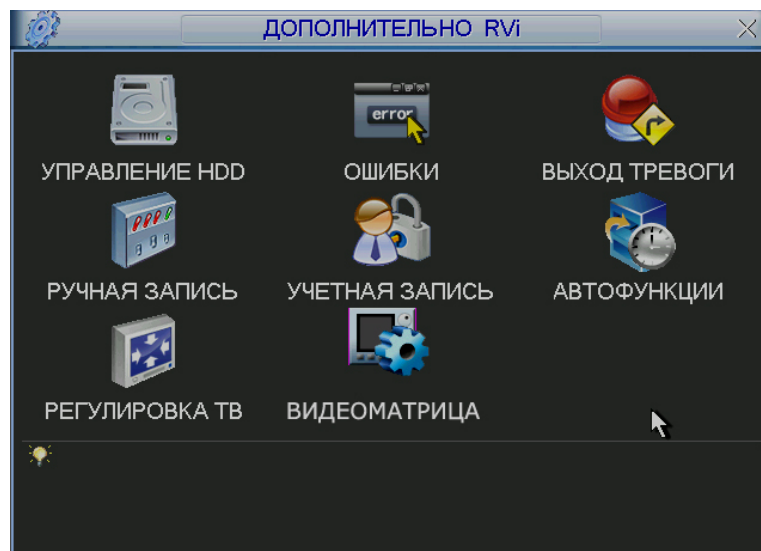 ДОПОЛНИТЕЛЬНО RVi
error
УПРАВЛЕНИЕ HDD ОШИБКИ ВЫХОД ТРЕВОГИ
РУЧНАЯ ЗАПИСЬ УЧЕТНАЯ ЗАПИСЬ АВТОФУНКЦИИ
РЕГУЛИРОВКА ТВ ВИДЕОМАТРИЦА